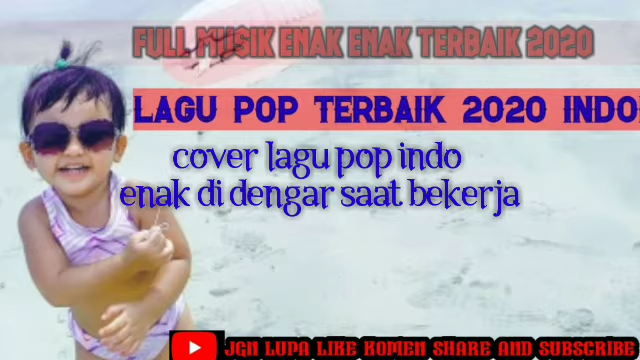 FULL MUSIK ENAK ENAK TERBAIK 2020
LAGU POP TERBAIK 2020 INDO
cover lagu pop indo
enak di dengar saat bekerja
JGN LUPA LIKE KOMEN SHARE AND SUBSCRIBE